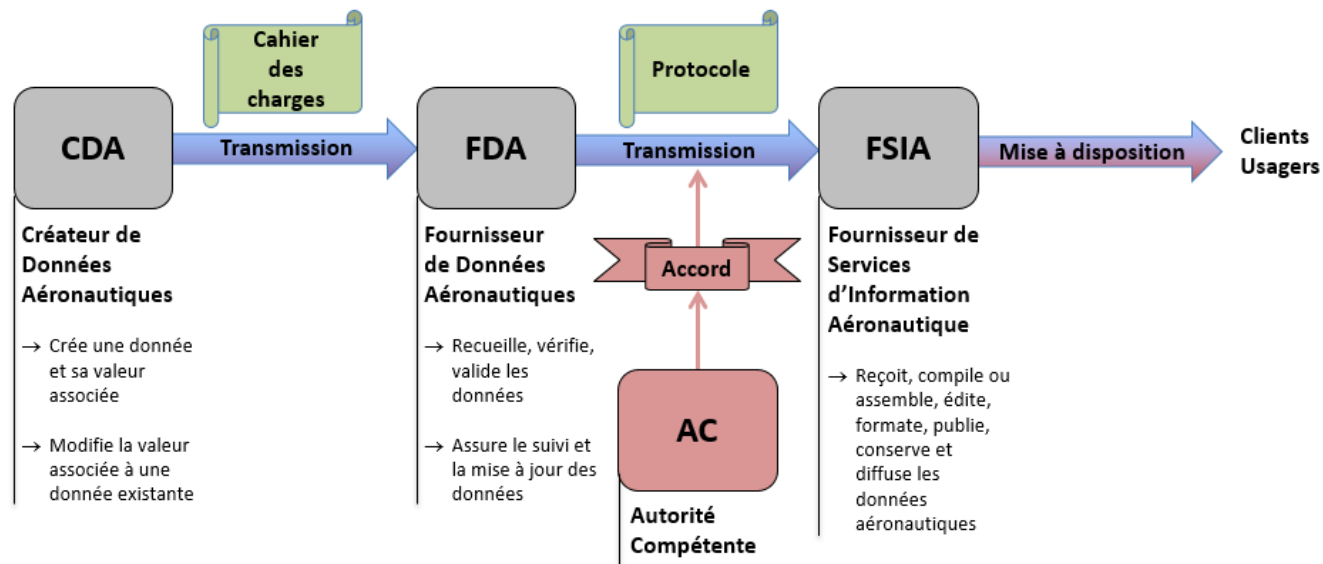 Cahier
des
charges
Protocole
CDA
Transmission
FDA
Transmission
FSIA
Mise à disposition
Clients
Usagers
Créateur de
Données
Aéronautiques
→ Crée une donnée
et sa valeur
associée
→ Modifie la valeur
associée à une
donnée existante
Fournisseur
de Données
Aéronautiques
→ Recueille, vérifie,
valide les
données
→ Assure le suivi et
la mise à jour des
données
Accord
AC
Autorité
Compétente
Fournisseur de
Services
d’Information
Aéronautique
→ Reçoit, compile ou
assemble, édite,
formate, publie,
conserve et
diffuse les
données
aéronautiques